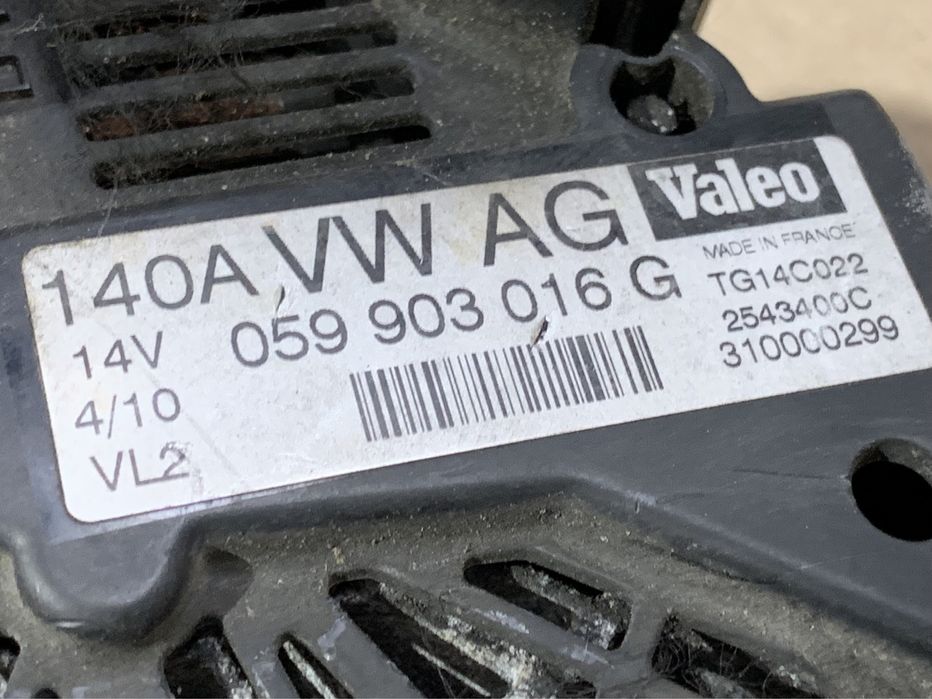 140A VW AG
Valeo
14V
059 903 016 G
4/10
VL2
MADE IN FRANCE
TG14C022
2543400C
310000299